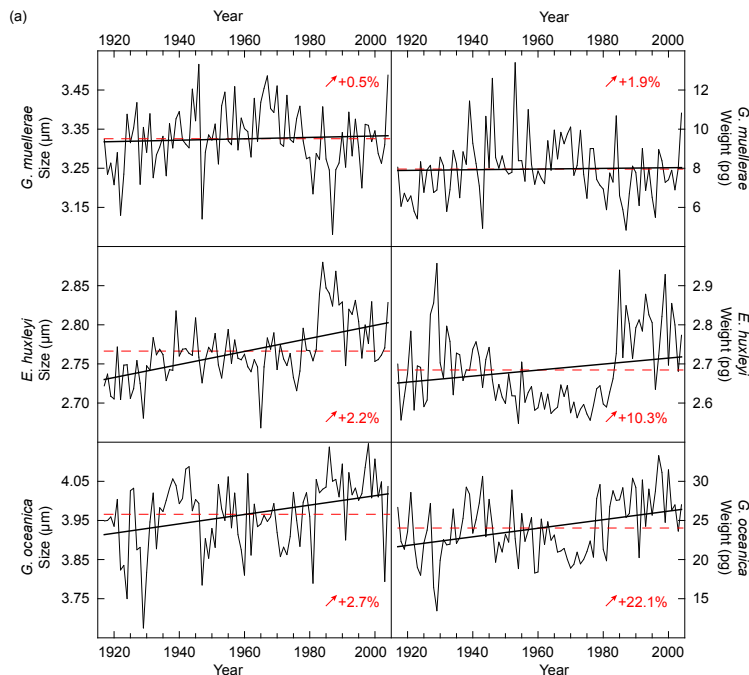 Year
(a)
1920 1940 1960 1980 2000 1920 1940 1960 1980 2000
G. muellerae
Size (µm)
3.45
3.35
3.25
3.15
+0.5%
+1.9%
12
10
8
6
G. muellerae
Weight (pg)
E. huxleyi
Size (µm)
2.85
2.80
2.75
2.70
+2.2%
+10.3%
2.9
2.8
2.7
2.6
E. huxleyi
Weight (pg)
G. oceanica
Size (µm)
4.05
3.95
3.85
3.75
+2.7%
+22.1%
30
25
20
15
G. oceanica
Weight (pg)
1920 1940 1960 1980 2000 1920 1940 1960 1980 2000
Year
Year